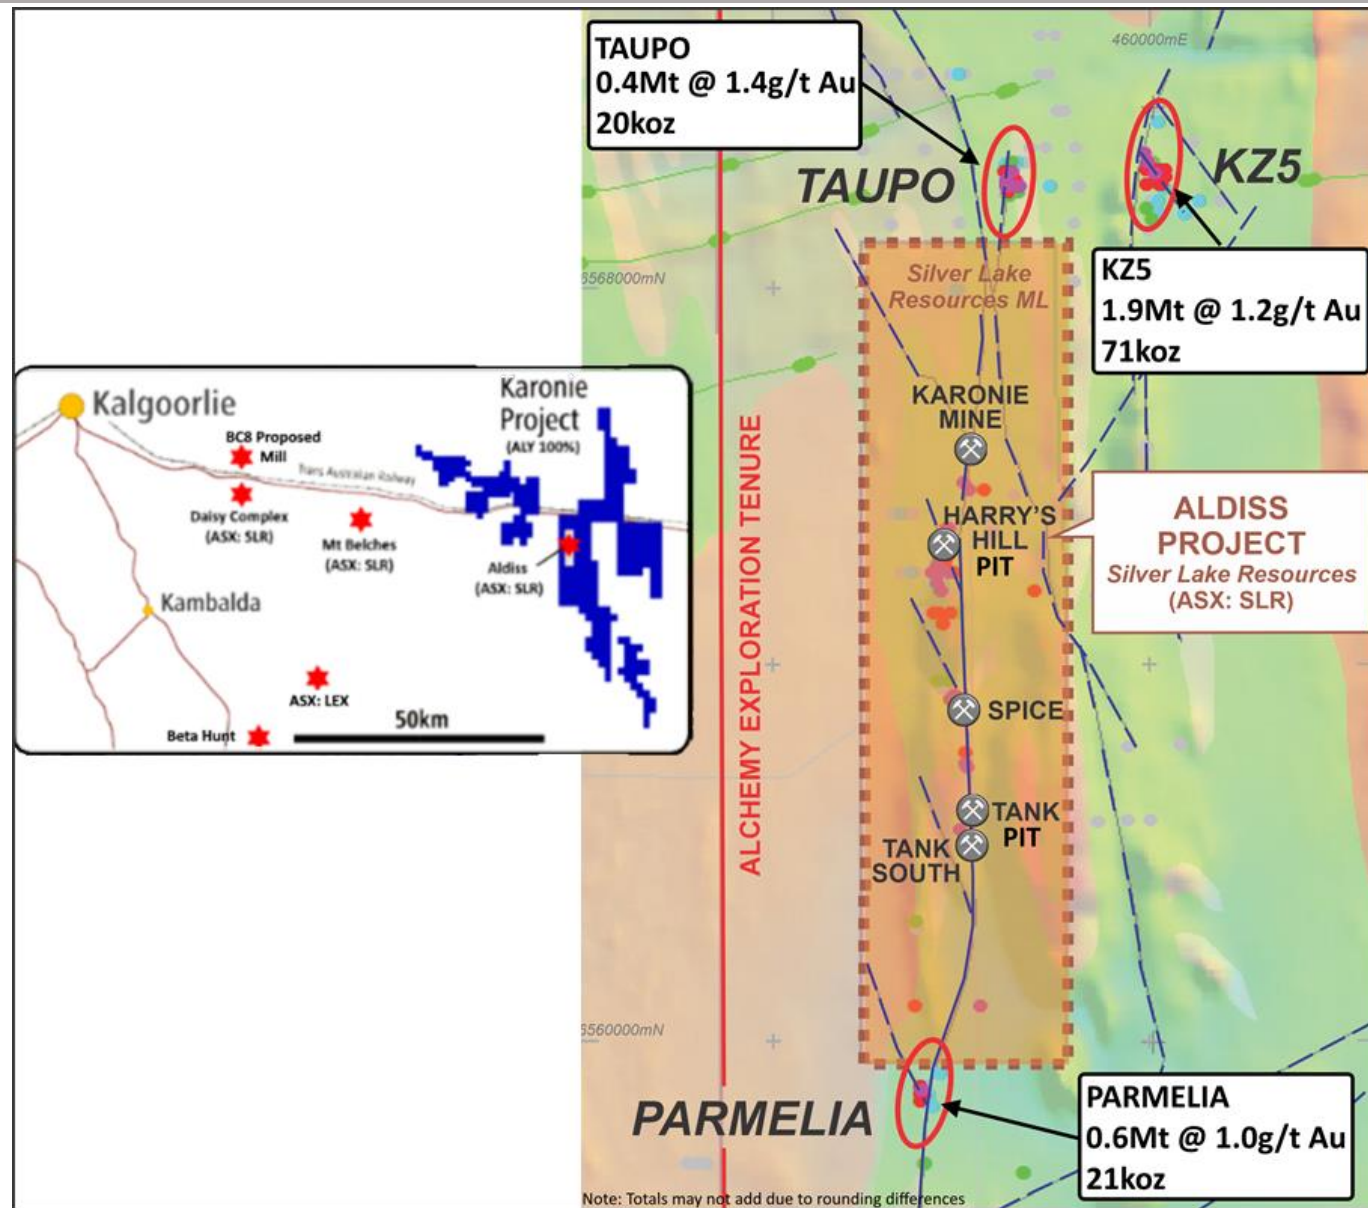 460000mE
TAUPO
0.4Mt @ 1.4g/t Au
20koz
TAUPO
KZ5
KZ5
1.9Mt @ 1.2g/t Au
71koz
6568000mN
Silver Lake
Resources ML
KARONIE
MINE
HARRY'S
HILL
PIT
ALDISS
PROJECT
Silver Lake Resources
(ASX: SLR)
ALCHEMY EXPLORATION TENURE
SPICE
TANK
PIT
TANK
SOUTH
6560000mN
PARMELIA
PARMELIA
0.6Mt @ 1.0g/t Au
21koz
Note: Totals may not add due to rounding differences
Kalgoorlie
Karonie
Project
(ALY 100%)
BC8 Proposed
Mill
Trans Australian Railway
Daisy Complex
(ASX: SLR)
Mt Belches
(ASX: SLR)
Aldiss
(ASX: SLR)
Kambalda
ASX: LEX
50km
Beta Hunt